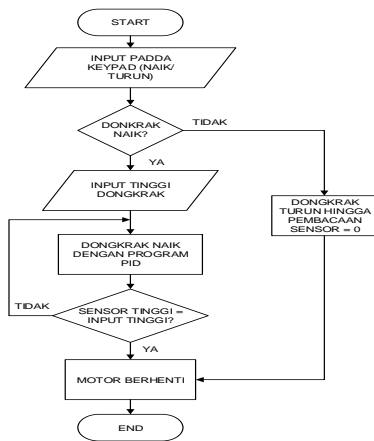 START
INPUT PADDA
KEYPAD (NAIK/
TURUN)
DONKRAK
NAIK?
TIDAK
YA
INPUT TINGGI
DONGKRAK
DONGKRAK
TURUN HINGGA
PEMBACAAN
SENSOR = 0
DONGKRAK NAIK
DENGAN PROGRAM
PID
TIDAK
SENSOR TINGGI =
INPUT TINGGI?
YA
MOTOR BERHENTI
END